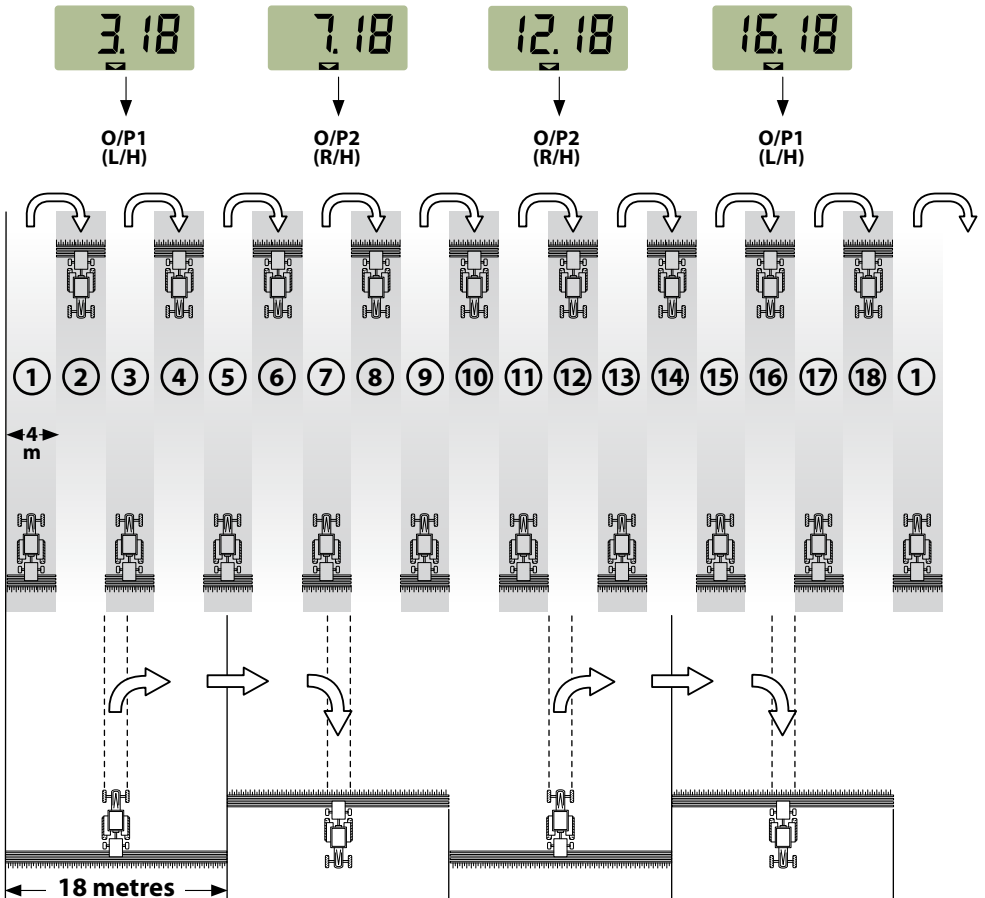 3.18
7.18
12.18
16.18
O/P1
(L/H)
O/P2
(R/H)
O/P2
(R/H)
O/P1
(L/H)
1 2 3 4 5 6 7 8 9 10 11 12 13 14 15 16 17 18 1
4
m
18 metres